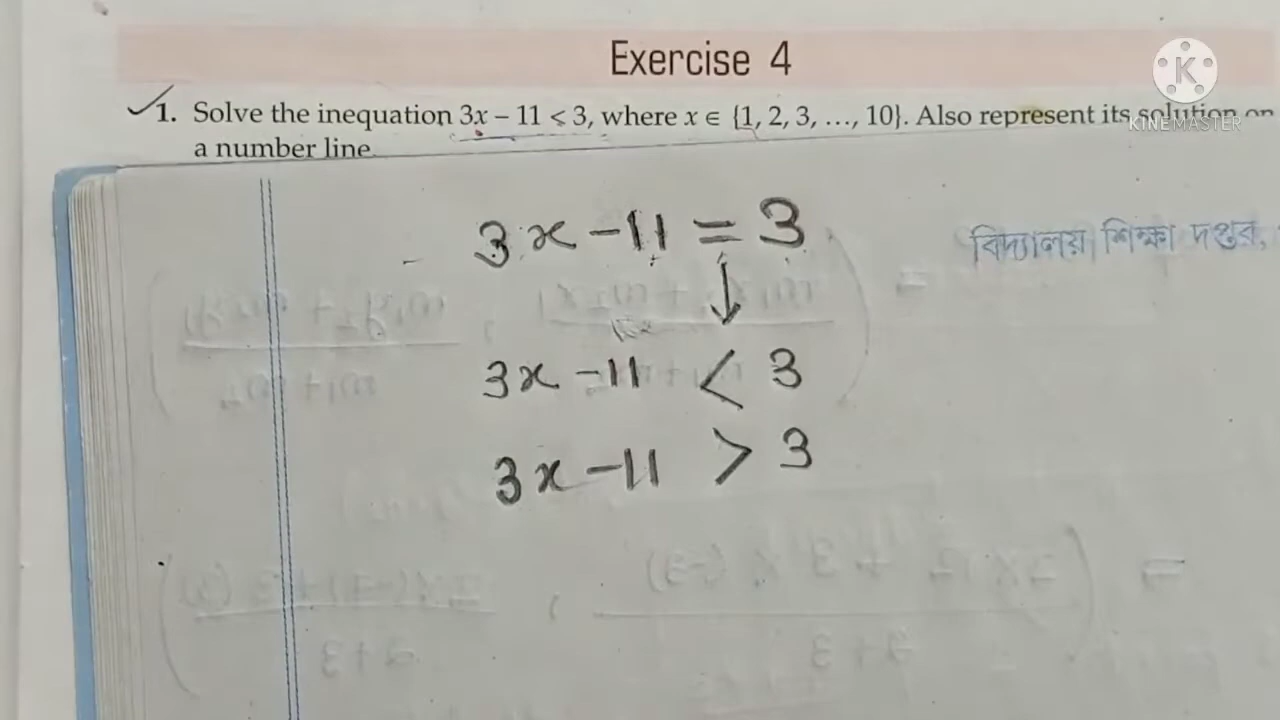 Exercise 4
1. Solve the inequation 3x – 11 < 3, where x ∈ {1, 2, 3, ..., 10}. Also represent its solution on
a number line.
K
KINEMASTER
3x - 11 = 3
বিদ্যালয় শিক্ষা দপ্তর,
↓
3x - 11 < 3
3x - 11 > 3